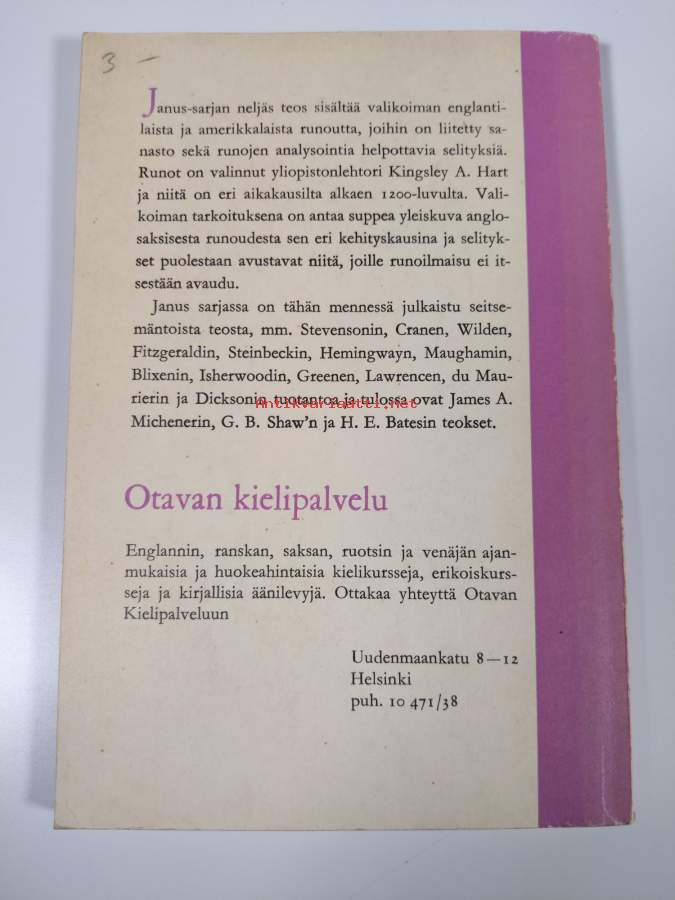 3 —
Janus-sarjan neljäs teos sisältää valikoiman englanti-
laista ja amerikkalaista runoutta, joihin on liitetty sa-
nasto sekä runojen analysointia helpottavia selityksiä.
Runot on valinnut yliopistonlehtori Kingsley A. Hart
ja niitä on eri aikakausilta alkaen 1200-luvulta. Vali-
koiman tarkoituksena on antaa suppea yleiskuva anglo-
saksisesta runoudesta sen eri kehityskausina ja selityk-
set puolestaan avustavat niitä, joille runoilmaisu ei it-
sestään avaudu.
Janus sarjassa on tähän mennessä julkaistu seitse-
mäntoista teosta, mm. Stevensonin, Cranen, Wilden,
Fitzgeraldin, Steinbeckin, Hemingwayn, Maughamin,
Blixenin, Isherwoodin, Greenen, Lawrencen, du Mau-
rierin ja Dicksonin tuotantoa ja tulossa ovat James A.
Antikvariaatti.net
Michenerin, G. B. Shaw'n ja H. E. Batesin teokset.
Otavan kielipalvelu
Englannin, ranskan, saksan, ruotsin ja venäjän ajan-
mukaisia ja huokeahintaisia kielikursseja, erikoiskurs-
seja ja kirjallisia äänilevyjä. Ottakaa yhteyttä Otavan
Kielipalveluun
Uudenmaankatu 8—12
Helsinki
puh. 10 471/38